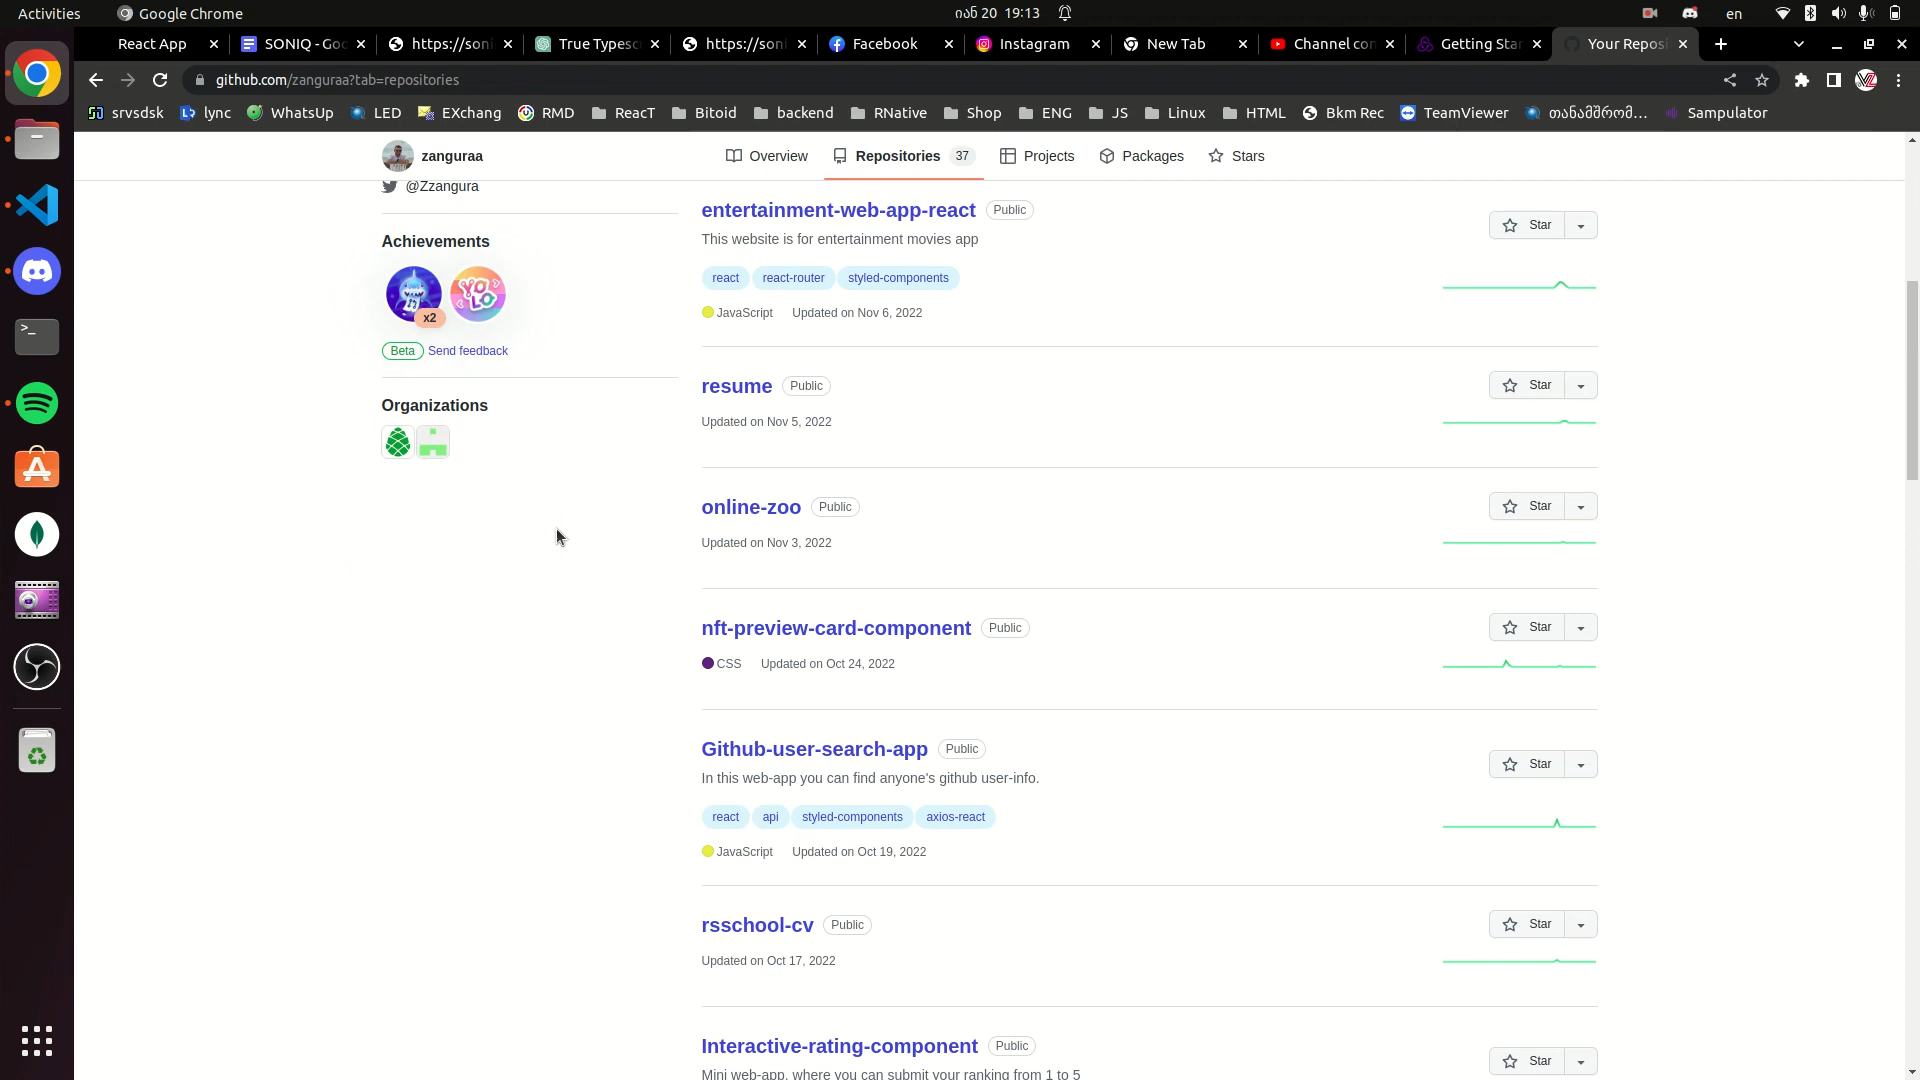 Activities Google Chrome იან 20 19:13 en
React App SONIQ - Goo https://soni True Typesc https://soni Facebook Instagram New Tab Channel con Getting Star Your Reposi
github.com/zanguraa?tab=repositories
srvsdsk lync WhatsUp LED EXchang RMD ReacT Bitoid backend RNative Shop ENG JS Linux HTML Bkm Rec TeamViewer თანამშრომ... Sampulator
zanguraa Overview Repositories 37 Projects Packages Stars
@Zzangura
Achievements
YOLO
x2
Beta Send feedback
Organizations
entertainment-web-app-react Public Star
This website is for entertainment movies app
react react-router styled-components
JavaScript Updated on Nov 6, 2022
resume Public Star
Updated on Nov 5, 2022
online-zoo Public Star
Updated on Nov 3, 2022
nft-preview-card-component Public Star
CSS Updated on Oct 24, 2022
Github-user-search-app Public Star
In this web-app you can find anyone's github user-info.
react api styled-components axios-react
JavaScript Updated on Oct 19, 2022
rsschool-cv Public Star
Updated on Oct 17, 2022
Interactive-rating-component Public Star
Mini web-app, where you can submit your ranking from 1 to 5